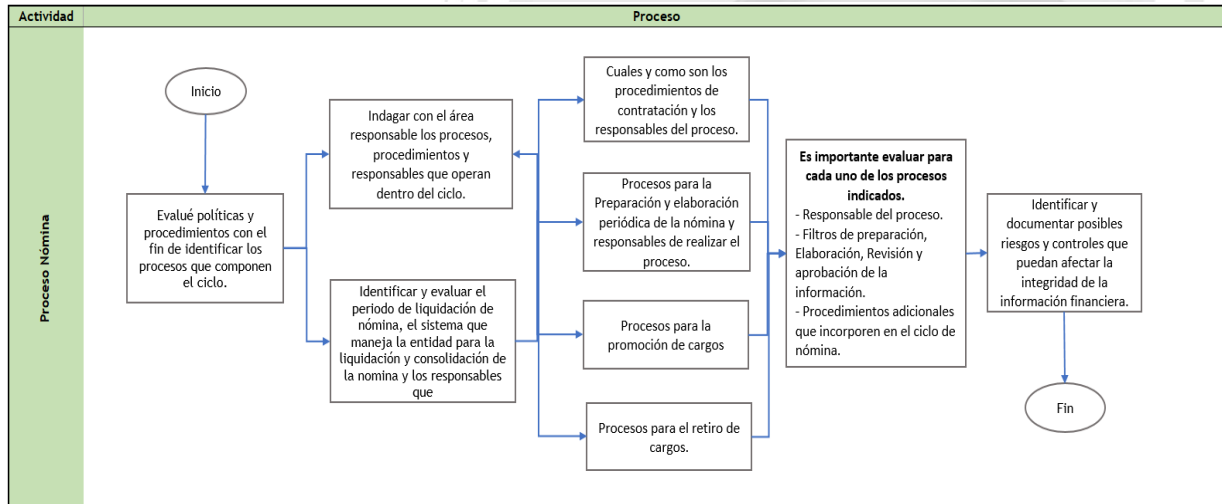 Actividad
Proceso
Proceso Nómina
Inicio
Evalué políticas y
procedimientos con el
fin de identificar los
procesos que componen
el ciclo.
Indagar con el área
responsable los procesos,
procedimientos y
responsables que operan
dentro del ciclo.
Identificar y evaluar el
periodo de liquidación de
nómina, el sistema que
maneja la entidad para la
liquidación y consolidación de
la nomina y los responsables
que
Cuales y como son los
procedimientos de
contratación y los
responsables del proceso.
Procesos para la
Preparación y elaboración
periódica de la nómina y
responsables de realizar el
proceso.
Procesos para la
promoción de cargos
Procesos para el retiro de
cargos.
Es importante evaluar para
cada uno de los procesos
indicados.
- Responsable del proceso.
- Filtros de preparación,
Elaboración, Revisión y
aprobación de la
información.
- Procedimientos adicionales
que incorporen en el ciclo de
nómina.
Identificar y
documentar posibles
riesgos y controles que
puedan afectar la
integridad de la
información financiera.
Fin